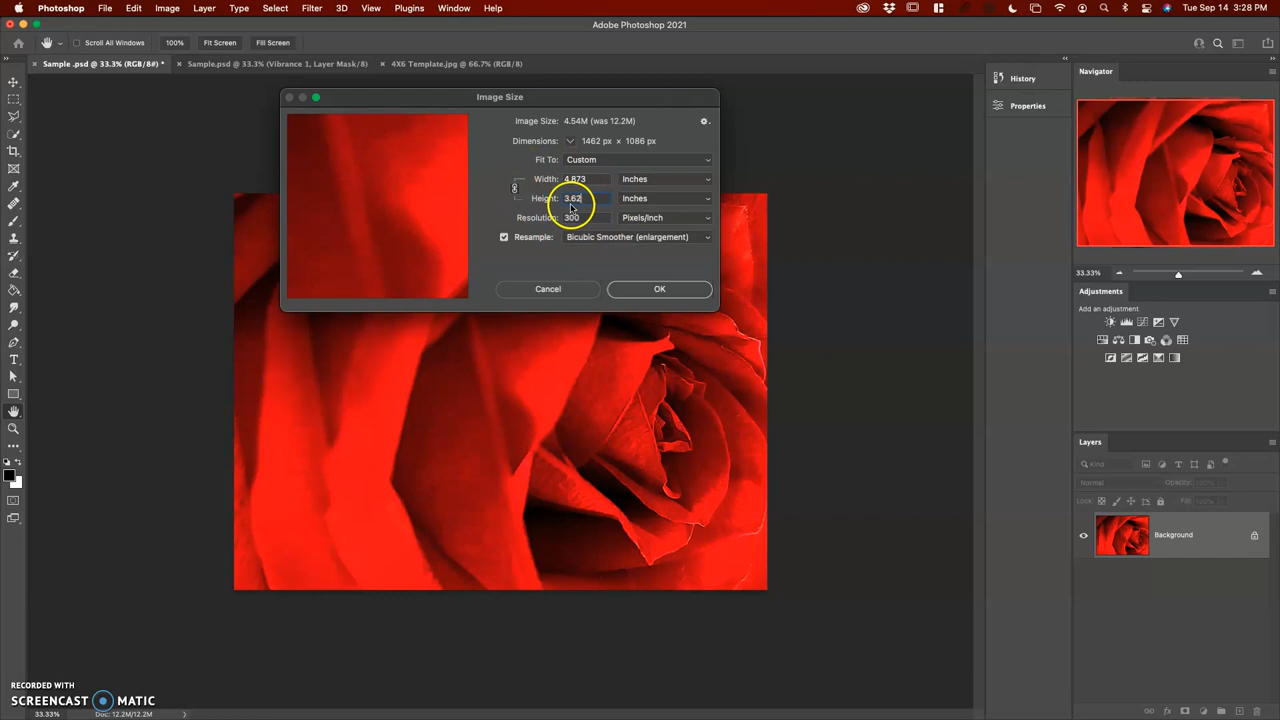 Photoshop File Edit Image Layer Type Select Filter 3D View Plugins Window Help Tue Sep 14 3:28 PM
Adobe Photoshop 2021
Scroll All Windows 100% Fit Screen Fill Screen
Sample .psd @ 33.3% (RGB/8#) * Sample.psd @ 33.3% (Vibrance 1, Layer Mask/8) 4X6 Template.jpg @ 66.7% (RGB/8)
History
Properties
Navigator
Image Size
Image Size: 4.54M (was 12.2M)
Dimensions: 1462 px × 1086 px
Fit To: Custom
Width: 4.873 Inches
Height: 3.62 Inches
Resolution: 300 Pixels/Inch
Resample: Bicubic Smoother (enlargement)
Cancel OK
33.33%
Adjustments
Add an adjustment
Layers
Kind
Normal Opacity: 100%
Lock: Fill: 100%
Background
RECORDED WITH
SCREENCAST MATIC
33.33% Doc: 12.2M/12.2M